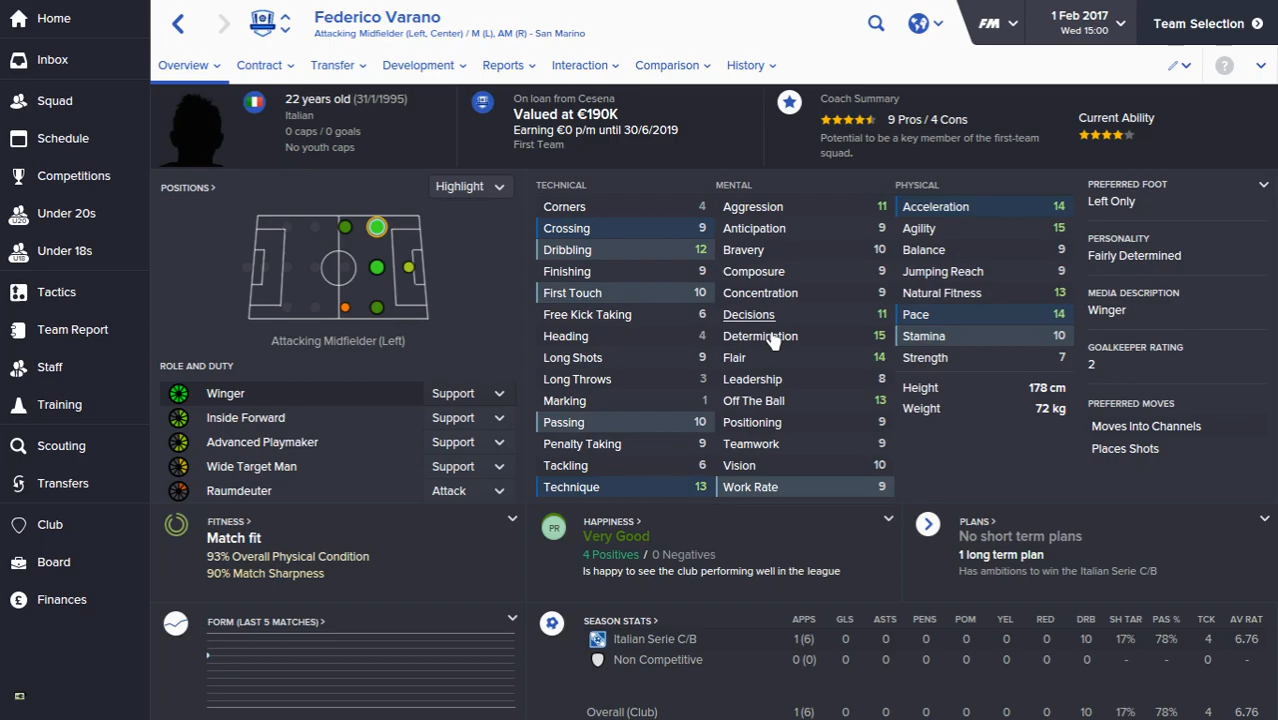 Home
Inbox
Squad
Schedule
Competitions
Under 20s
Under 18s
Tactics
Team Report
Staff
Training
Scouting
Transfers
Club
Board
Finances
Federico Varano
Attacking Midfielder (Left, Center) / M (L), AM (R) - San Marino
FM
1 Feb 2017
Wed 15:00
Team Selection
Overview
Contract
Transfer
Development
Reports
Interaction
Comparison
History
?
22 years old (31/1/1995)
Italian
0 caps / 0 goals
No youth caps
On loan from Cesena
Valued at €190K
Earning €0 p/m until 30/6/2019
First Team
Coach Summary
9 Pros / 4 Cons
Potential to be a key member of the first-team
squad.
Current Ability
POSITIONS >
Highlight
Attacking Midfielder (Left)
ROLE AND DUTY
Winger Support
Inside Forward Support
Advanced Playmaker Support
Wide Target Man Support
Raumdeuter Attack
TECHNICAL
Corners 4
Crossing 9
Dribbling 12
Finishing 9
First Touch 10
Free Kick Taking 6
Heading 4
Long Shots 9
Long Throws 3
Marking 1
Passing 10
Penalty Taking 9
Tackling 6
Technique 13
MENTAL
Aggression 11
Anticipation 9
Bravery 10
Composure 9
Concentration 9
Decisions 11
Determination 15
Flair 14
Leadership 8
Off The Ball 13
Positioning 9
Teamwork 9
Vision 10
Work Rate 9
PHYSICAL
Acceleration 14
Agility 15
Balance 9
Jumping Reach 9
Natural Fitness 13
Pace 14
Stamina 10
Strength 7
Height 178 cm
Weight 72 kg
PREFERRED FOOT
Left Only
PERSONALITY
Fairly Determined
MEDIA DESCRIPTION
Winger
GOALKEEPER RATING
2
PREFERRED MOVES
Moves Into Channels
Places Shots
FITNESS >
Match fit
93% Overall Physical Condition
90% Match Sharpness
PR
HAPPINESS >
Very Good
4 Positives / 0 Negatives
Is happy to see the club performing well in the league
PLANS >
No short term plans
1 long term plan
Has ambitions to win the Italian Serie C/B
FORM (LAST 5 MATCHES) >
SEASON STATS > APPS GLS ASTS PENS POM YEL RED DRB SH TAR PAS % TCK AV RAT
Italian Serie C/B 1(6) 0 0 0 0 0 0 10 17% 78% 4 6.76
Non Competitive 0 (0) 0 0 0 0 0 0 0 - - 0 -
Overall (Club) 1(6) 0 0 0 0 0 0 10 17% 78% 4 6.76